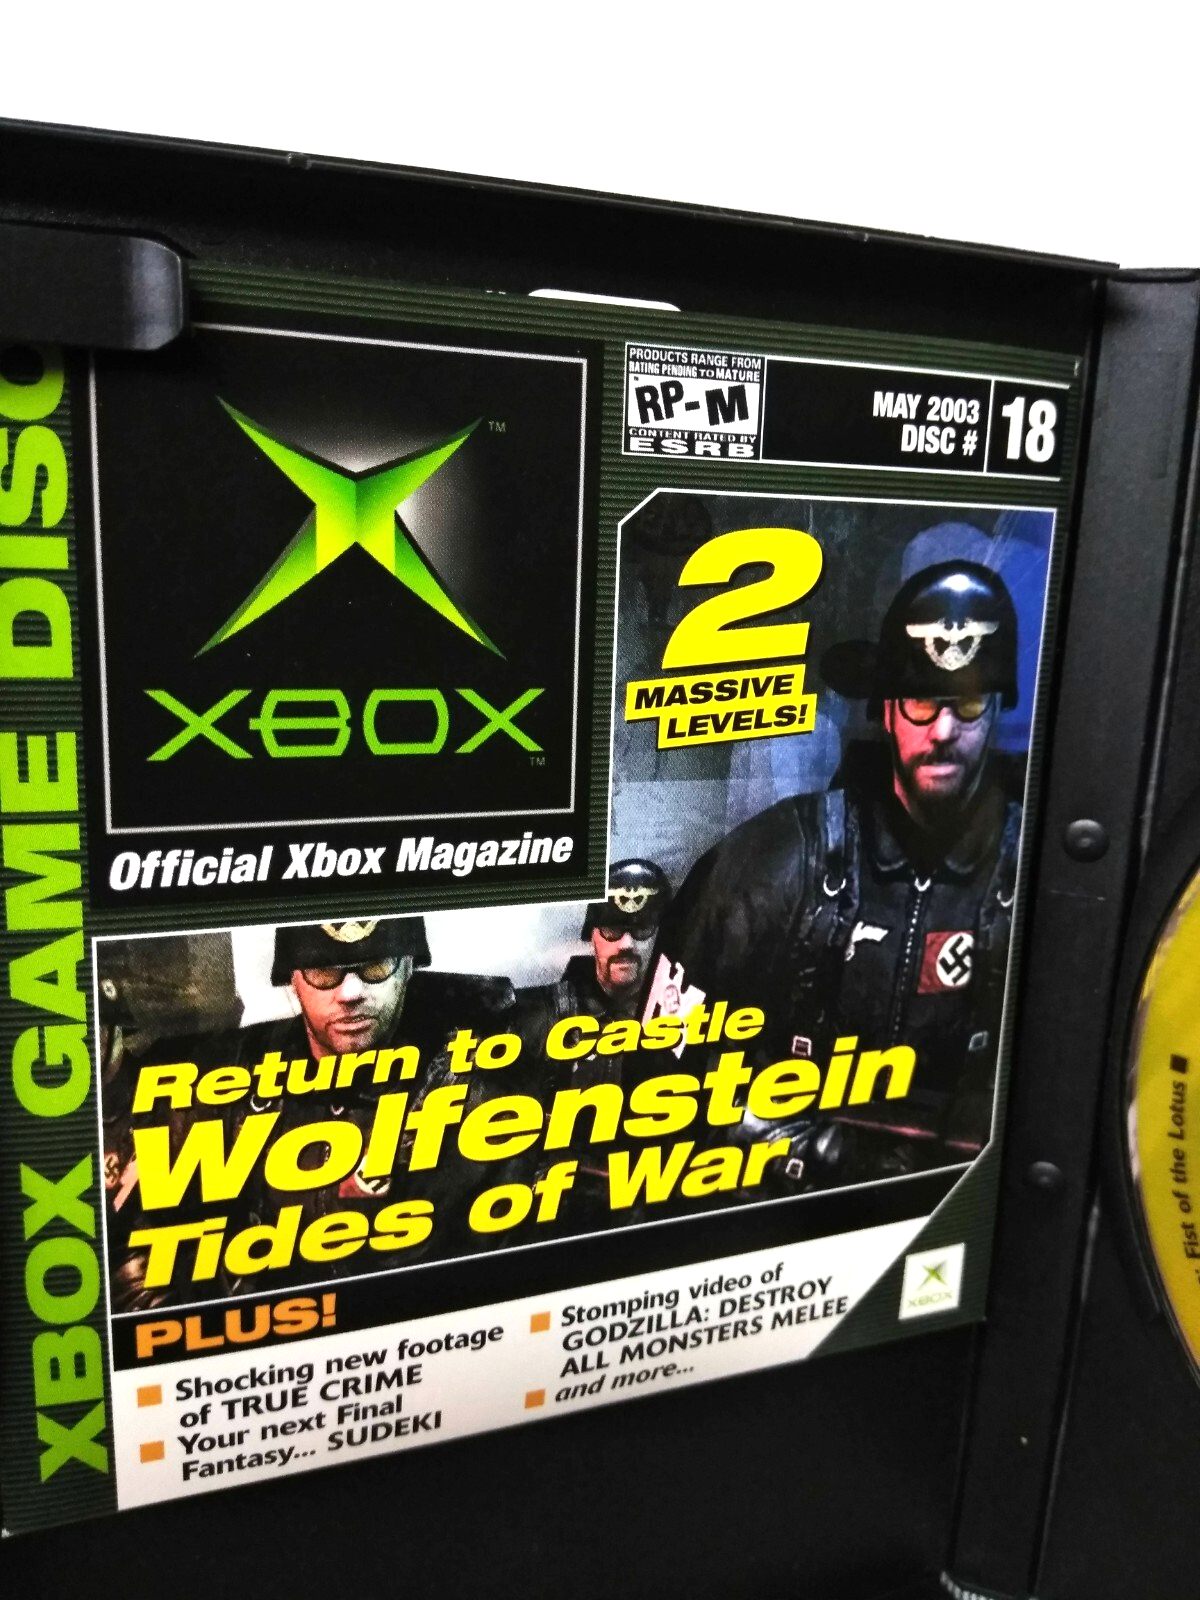 XBOX GAME DISC
XBOX
Official Xbox Magazine
PRODUCTS RANGE FROM
RATING PENDING TO MATURE
RP-M
CONTENT RATED BY
ESRB
MAY 2003
DISC #
18
2
MASSIVE
LEVELS!
Return to Castle
Wolfenstein
Tides of War
PLUS!
Shocking new footage
of TRUE CRIME
Your next Final
Fantasy... SUDEKI
Stomping video of
GODZILLA: DESTROY
ALL MONSTERS MELEE
and more...
XBOX
Fist of the Lotus